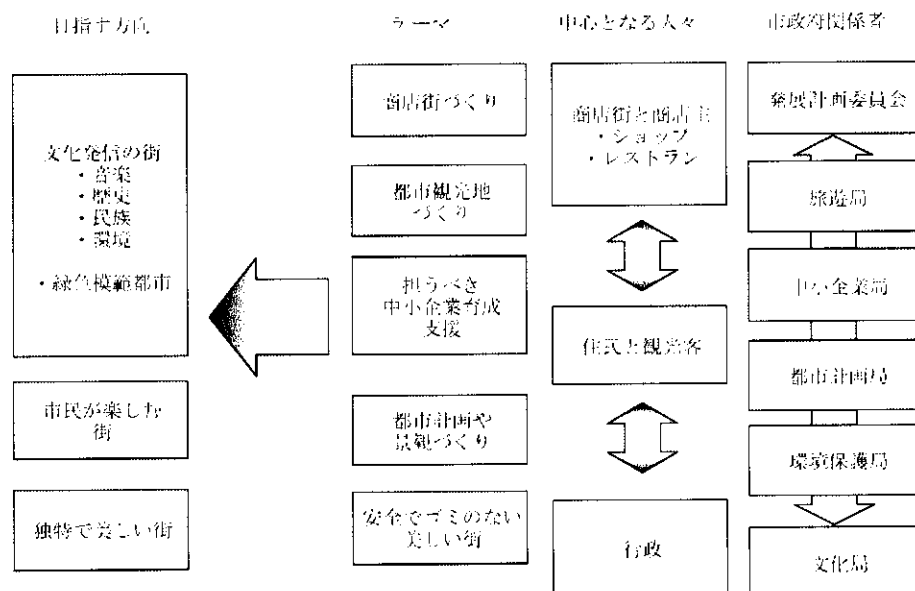 目指す方向
テーマ
中心となる人々
市政府関係者
文化発信の街
・音楽
・歴史
・民族
・環境
・緑色模範都市
市民が楽しむ
街
独特で美しい街
商店街づくり
都市観光地
づくり
担うべき
中小企業育成
支援
都市計画や
景観づくり
安全でゴミのない
美しい街
商店街と商店主
・ショップ
・レストラン
住民と観光客
行政
発展計画委員会
旅遊局
中小企業局
都市計画局
環境保護局
文化局